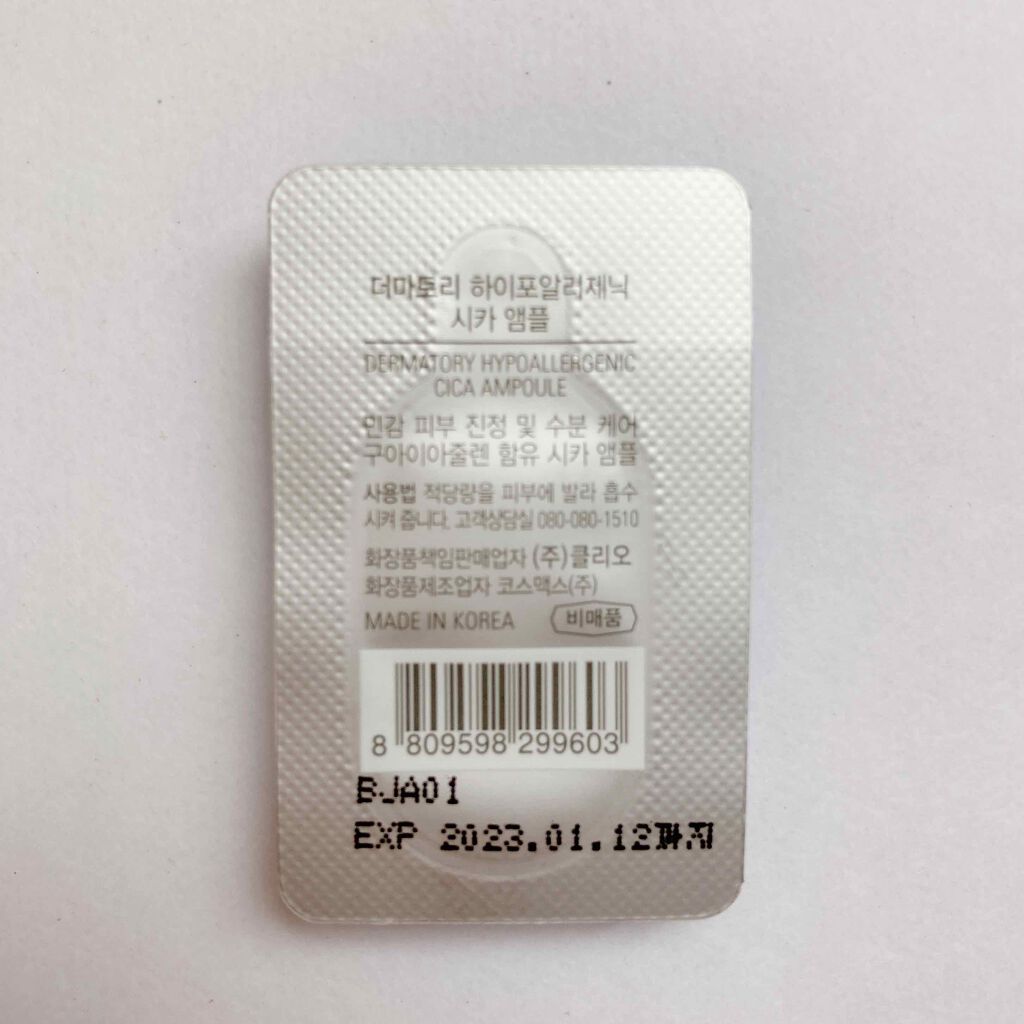 더마토리 하이포알러제닉
시카 앰플
DERMATORY HYPOALLERGENIC
CICA AMPOULE
민감 피부 진정 및 수분 케어
구아이아줄렌 함유 시카 앰플
사용법 적당량을 피부에 발라 흡수
시켜 줍니다. 고객상담실 080-080-1510
화장품책임판매업자 (주)클리오
화장품제조업자 코스맥스(주)
MADE IN KOREA 비매품
8 809598 299603
BJA01
EXP 2023.01.12까지